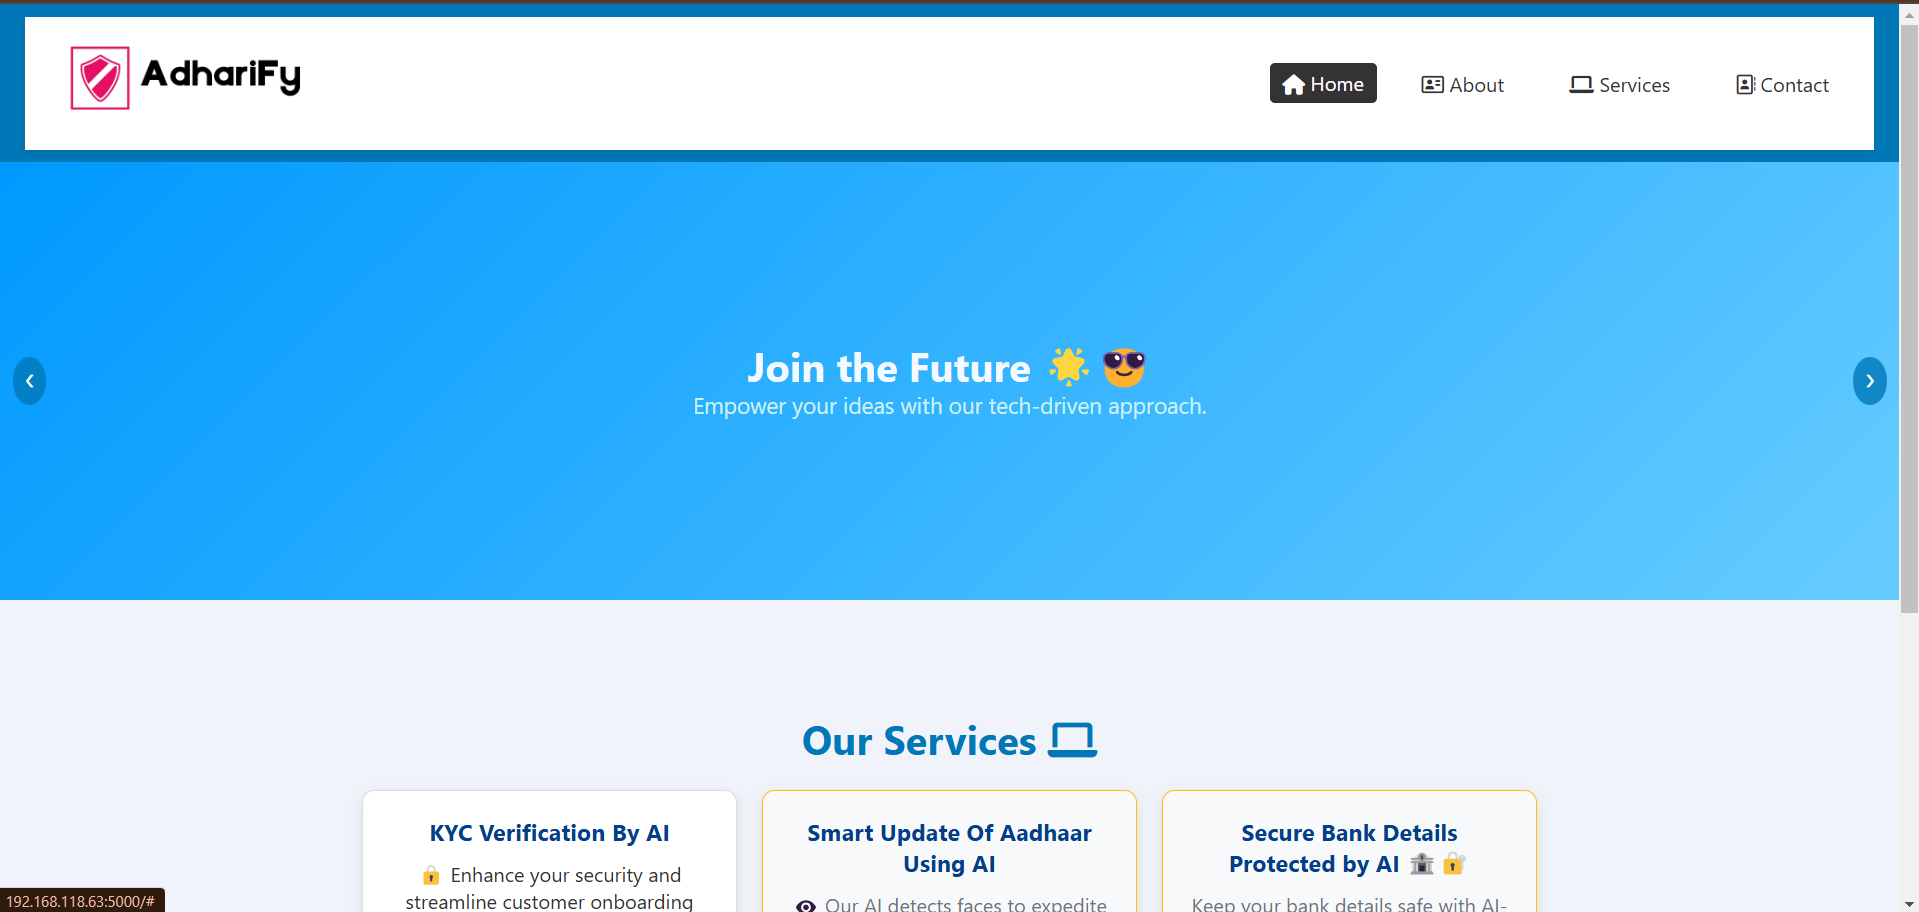 AdhariFy
Home
About
Services
Contact
Join the Future 🌟 😎
Empower your ideas with our tech-driven approach.
Our Services
KYC Verification By AI
🔒 Enhance your security and
streamline customer onboarding
Smart Update Of Aadhaar
Using AI
Our AI detects faces to expedite
Secure Bank Details
Protected by AI 🏦 🔐
Keep your bank details safe with AI-
192.168.118.63:5000/#